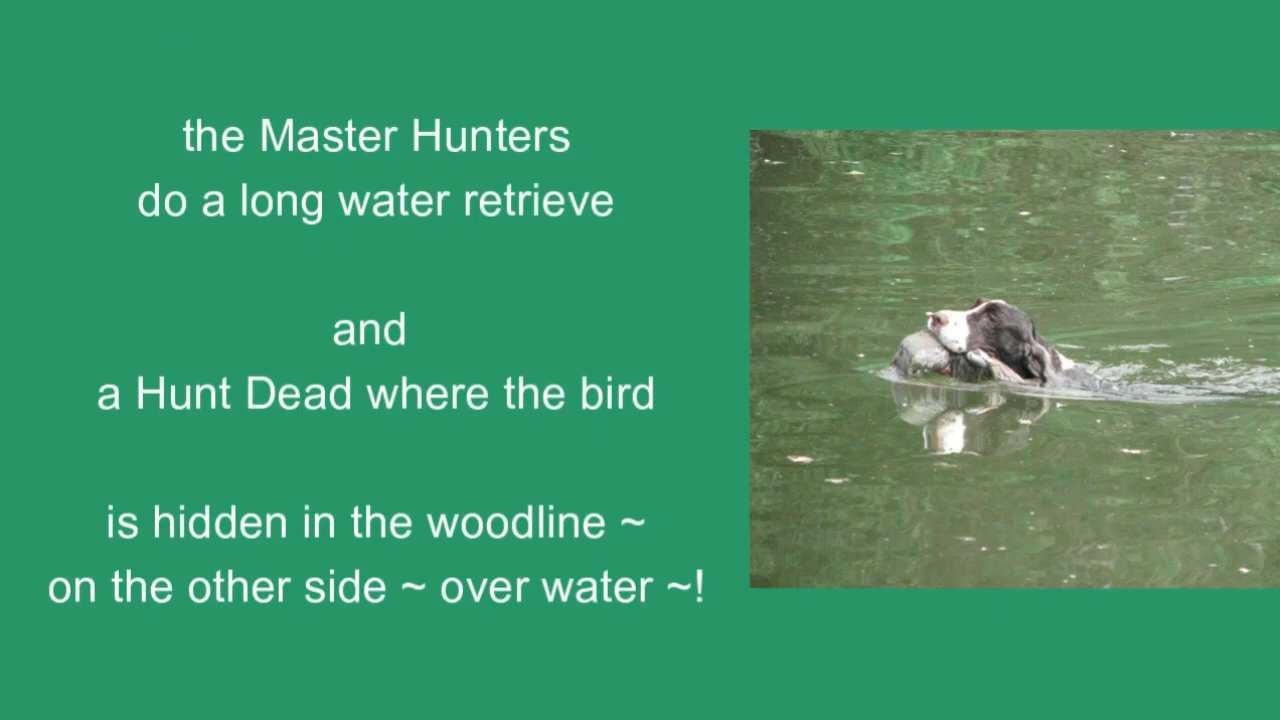 the Master Hunters
do a long water retrieve
and
a Hunt Dead where the bird
is hidden in the woodline ~
on the other side ~ over water ~!